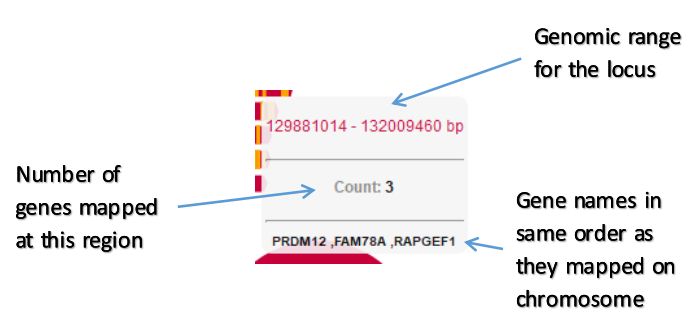 Genomic range
for the locus
129881014 - 132009460 bp
Number of
genes mapped
at this region
Count: 3
Gene names in
same order as
they mapped on
chromosome
PRDM12 ,FAM78A ,RAPGEF1